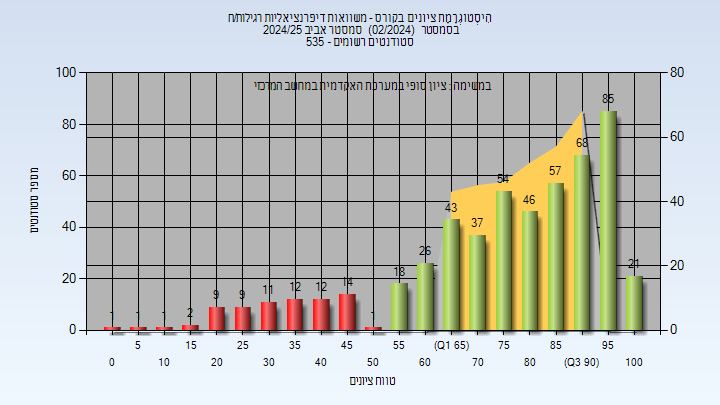 היסטוגרמת ציונים בקורס - משוואות דיפרנציאליות רגילות/ח
בסמסטר (02/2024) סמסטר אביב 2024/25
סטודנטים רשומים - 535
במשימה : ציון סופי במערכת האקדמית במחשב המרכזי
100 80
80 60
60 40
40 20
20 0
0
מספר סטודנטים
1 1 1 2 9 9 11 12 12 14 1 18 26 43 37 54 46 57 68 85 21
5 15 25 35 45 55 (Q1 65) 75 85 95
0 10 20 30 40 50 60 70 80 (Q3 90) 100
טווח ציונים